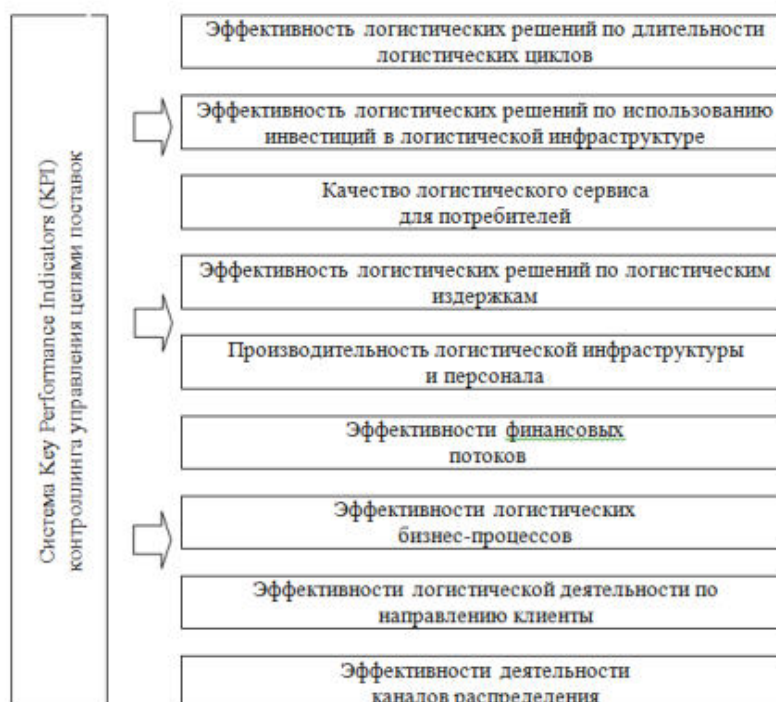 Система Key Performance Indicators (KPI)
контроллинга управления цепями поставок
Эффективность логистических решений по длительности
логистических циклов
Эффективность логистических решений по использованию
инвестиций в логистической инфраструктуре
Качество логистического сервиса
для потребителей
Эффективность логистических решений по логистическим
издержкам
Производительность логистической инфраструктуры
и персонала
Эффективности финансовых
потоков
Эффективности логистических
бизнес-процессов
Эффективности логистической деятельности по
направлению клиенты
Эффективности деятельности
каналов распределения